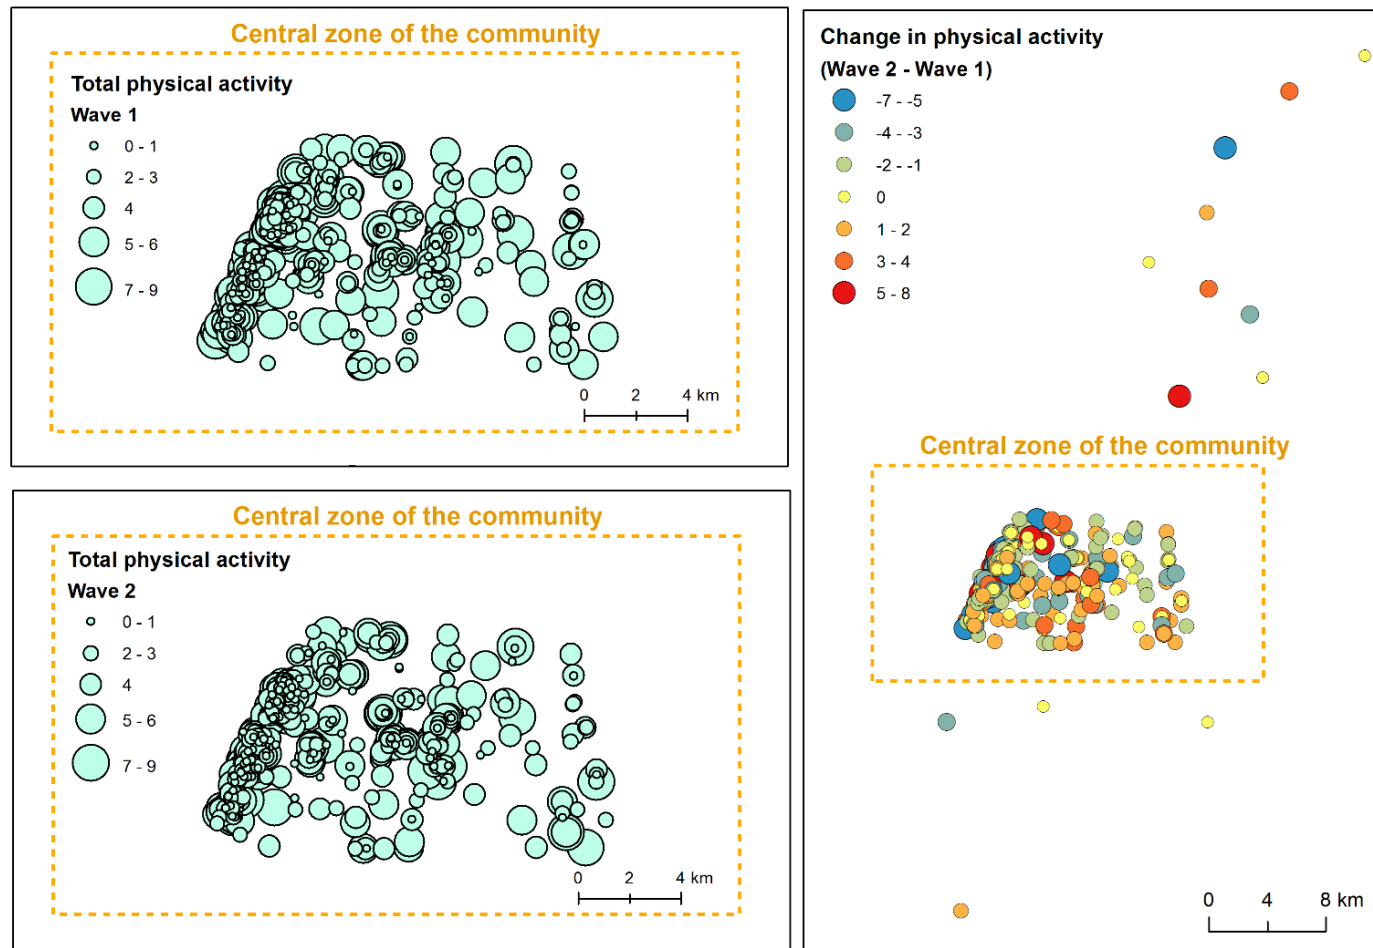 Central zone of the community
Total physical activity
Wave 1
0 - 1
2 - 3
4
5 - 6
7 - 9
0 2 4 km
Central zone of the community
Total physical activity
Wave 2
0 - 1
2 - 3
4
5 - 6
7 - 9
0 2 4 km
Change in physical activity
(Wave 2 - Wave 1)
-7 - -5
-4 - -3
-2 - -1
0
1 - 2
3 - 4
5 - 8
Central zone of the community
0 4 8 km